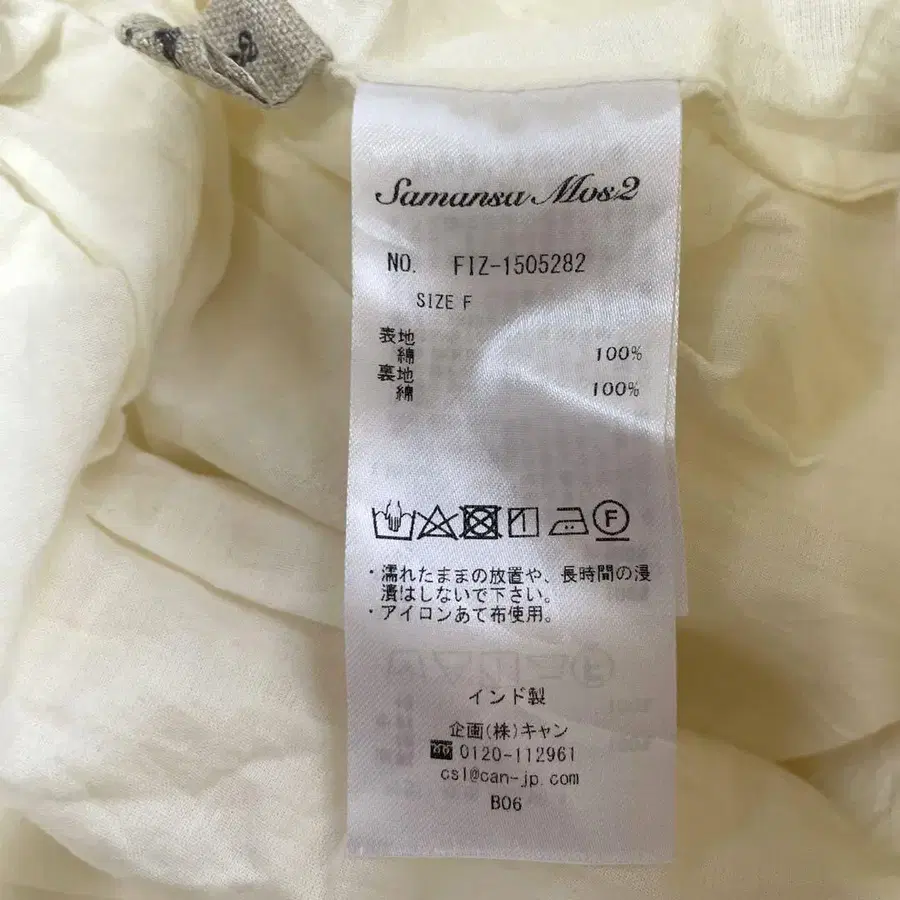 Samansa Mos2
NO. FIZ-1505282
SIZE F
表地
綿 100%
裏地
綿 100%
F
・濡れたままの放置や、長時間の浸
漬はしないで下さい。
・アイロンあて布使用。
インド製
企画(株)キャン
0120-112961
csl@can-jp.com
B06